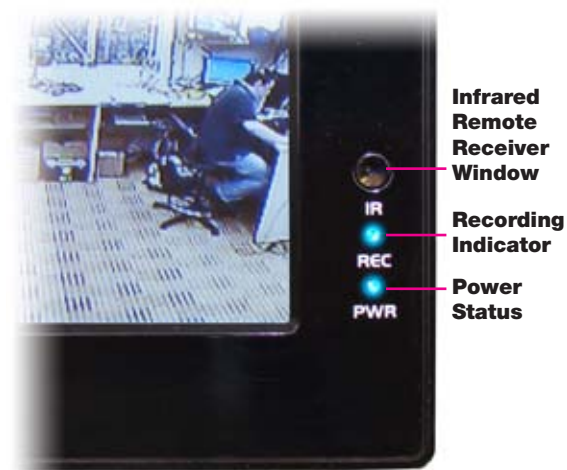 Infrared
Remote
Receiver
Window
IR
Recording
Indicator
REC
Power
Status
PWR